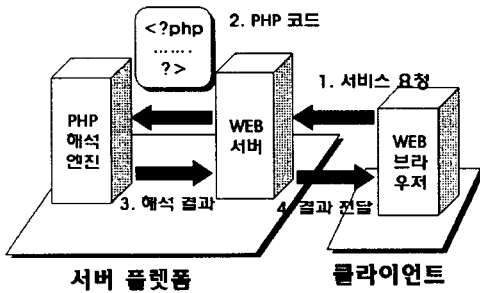 <?php
.......
?>
2. PHP 코드
1. 서비스 요청
PHP
해석
엔진
WEB
서버
WEB
브라
우저
3. 해석 결과
4. 결과 전달
서버 플렛폼
클라이언트